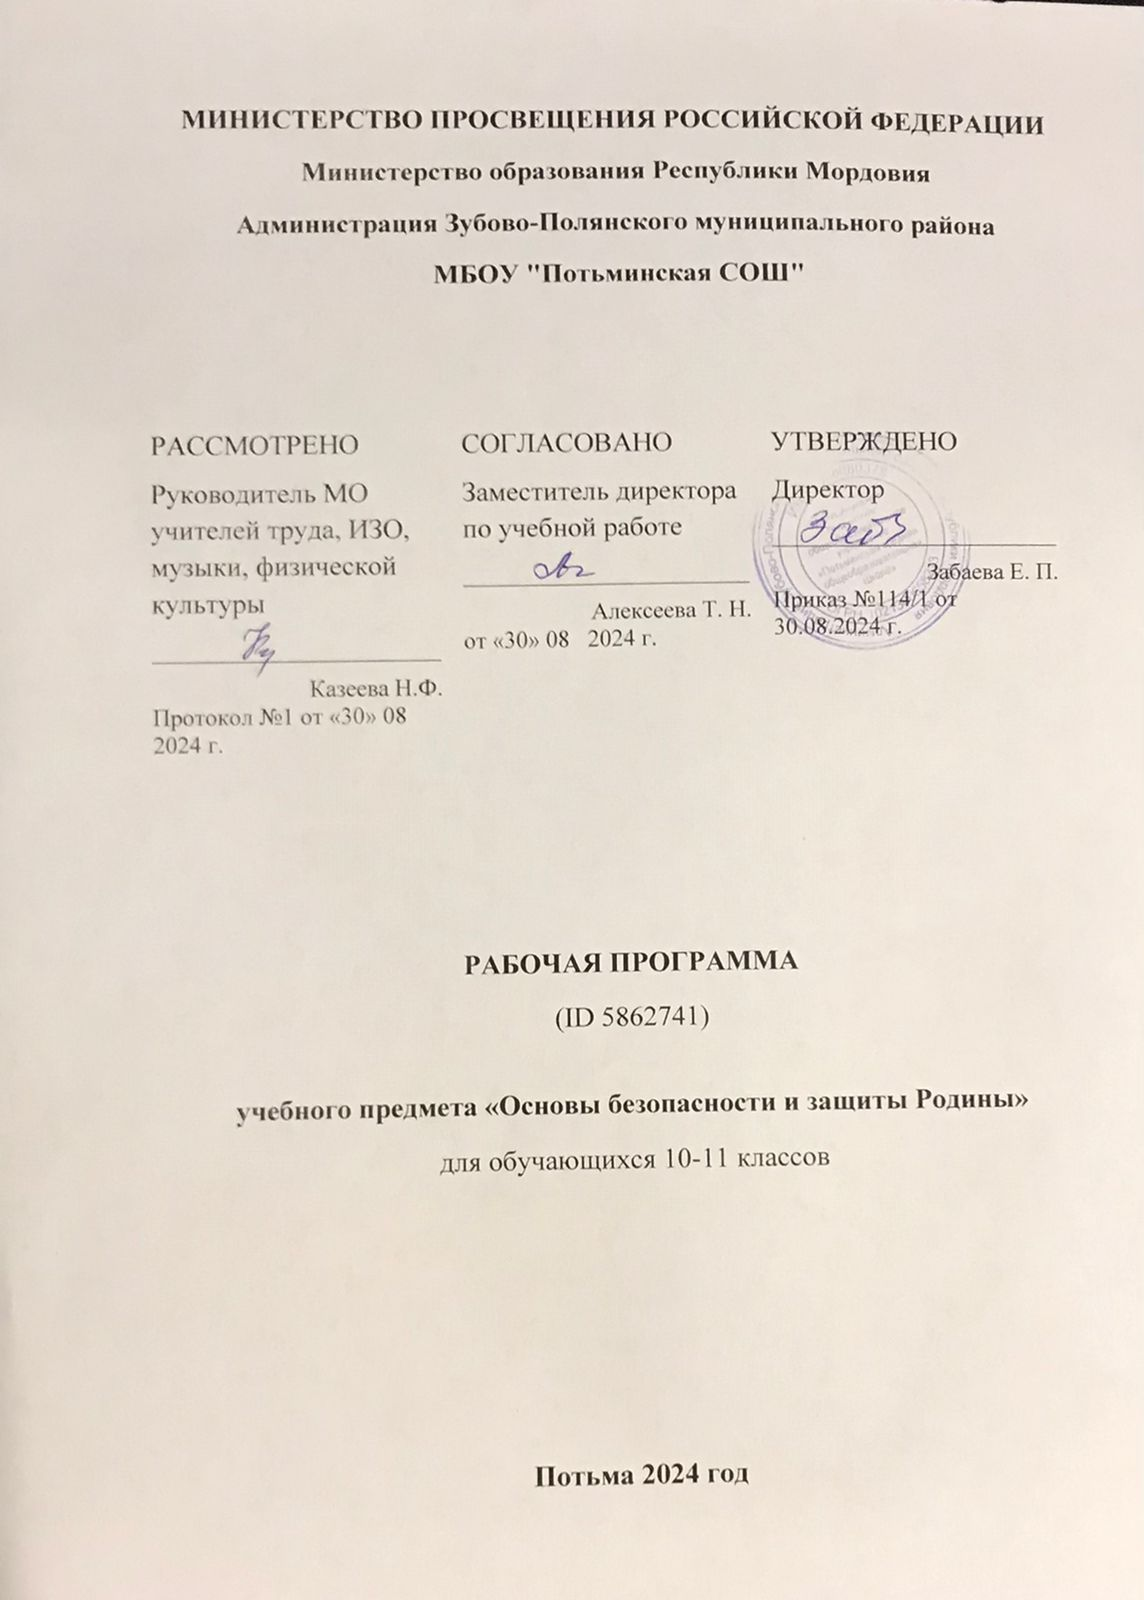 МИНИСТЕРСТВО ПРОСВЕЩЕНИЯ РОССИЙСКОЙ ФЕДЕРАЦИИ
Министерство образования Республики Мордовия
Администрация Зубово-Полянского муниципального района
МБОУ "Потьминская СОШ"
РАССМОТРЕНО
Руководитель МО
учителей труда, ИЗО,
музыки, физической
культуры
Казеева Н.Ф.
Протокол №1 от «30» 08
2024 г.
СОГЛАСОВАНО
Заместитель директора
по учебной работе
Алексеева Т. Н.
от «30» 08 2024 г.
УТВЕРЖДЕНО
Директор
Забаева Е. П.
Приказ №114/1 от
30.08.2024 г.
РАБОЧАЯ ПРОГРАММА
(ID 5862741)
учебного предмета «Основы безопасности и защиты Родины»
для обучающихся 10-11 классов
Потьма 2024 год